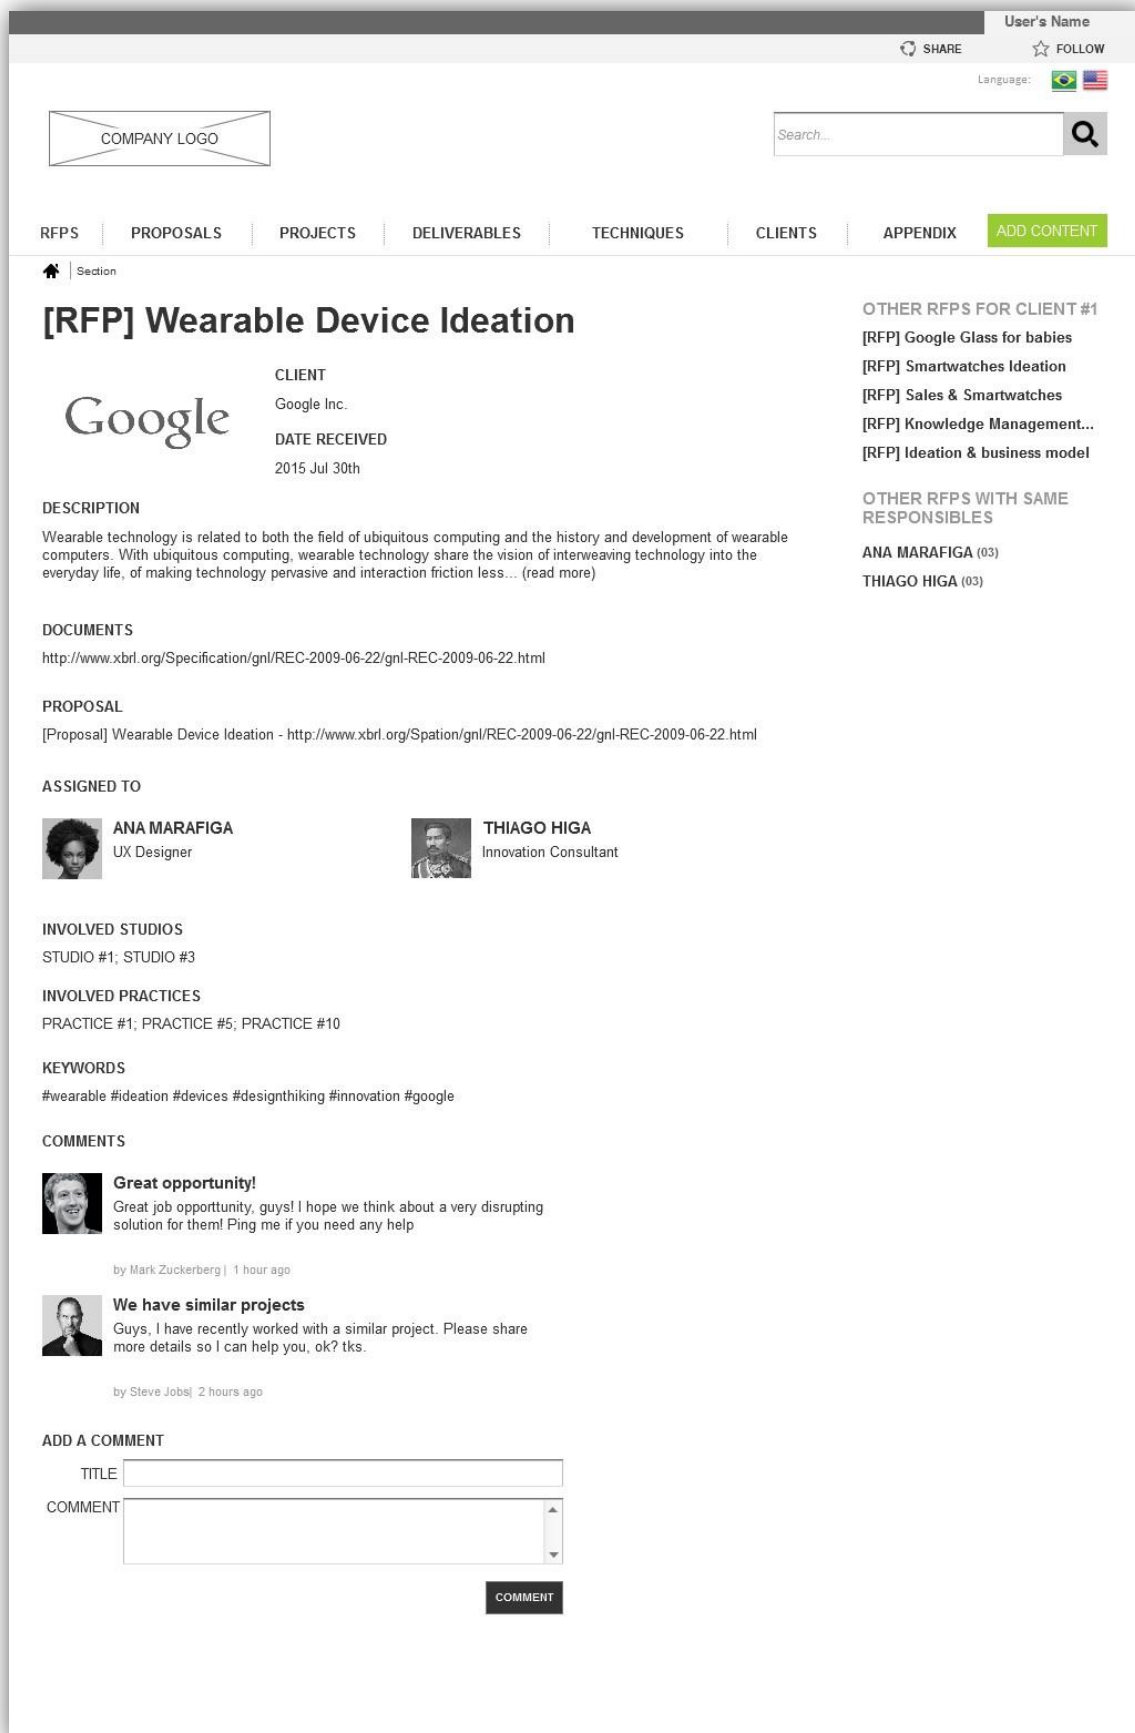 User's Name
SHARE
FOLLOW
Language:
COMPANY LOGO
Search...
RFPS
PROPOSALS
PROJECTS
DELIVERABLES
TECHNIQUES
CLIENTS
APPENDIX
ADD CONTENT
Section
[RFP] Wearable Device Ideation
Google
CLIENT
Google Inc.
DATE RECEIVED
2015 Jul 30th
DESCRIPTION
Wearable technology is related to both the field of ubiquitous computing and the history and development of wearable
computers. With ubiquitous computing, wearable technology share the vision of interweaving technology into the
everyday life, of making technology pervasive and interaction friction less... (read more)
DOCUMENTS
http://www.xbrl.org/Specification/gnl/REC-2009-06-22/gnl-REC-2009-06-22.html
PROPOSAL
[Proposal] Wearable Device Ideation - http://www.xbrl.org/Spation/gnl/REC-2009-06-22/gnl-REC-2009-06-22.html
ASSIGNED TO
ANA MARAFIGA
UX Designer
THIAGO HIGA
Innovation Consultant
INVOLVED STUDIOS
STUDIO #1; STUDIO #3
INVOLVED PRACTICES
PRACTICE #1; PRACTICE #5; PRACTICE #10
KEYWORDS
#wearable #ideation #devices #designthiking #innovation #google
COMMENTS
Great opportunity!
Great job opporttunity, guys! I hope we think about a very disrupting
solution for them! Ping me if you need any help
by Mark Zuckerberg | 1 hour ago
We have similar projects
Guys, I have recently worked with a similar project. Please share
more details so I can help you, ok? tks.
by Steve Jobs| 2 hours ago
ADD A COMMENT
TITLE
COMMENT
COMMENT
OTHER RFPS FOR CLIENT #1
[RFP] Google Glass for babies
[RFP] Smartwatches Ideation
[RFP] Sales & Smartwatches
[RFP] Knowledge Management...
[RFP] Ideation & business model
OTHER RFPS WITH SAME
RESPONSIBLES
ANA MARAFIGA (03)
THIAGO HIGA (03)